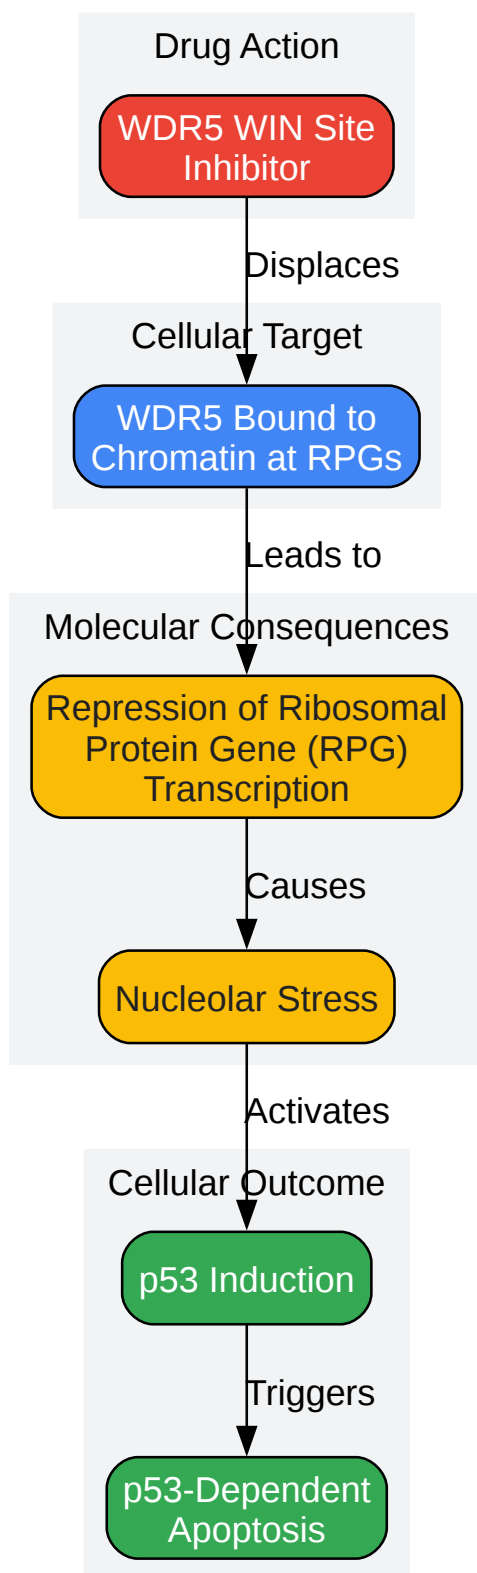 Drug Action
WDR5 WIN Site
Inhibitor
Displaces
Cellular Target
WDR5 Bound to
Chromatin at RPGs
Leads to
Molecular Consequences
Repression of Ribosomal
Protein Gene (RPG)
Transcription
Causes
Nucleolar Stress
Activates
Cellular Outcome
p53 Induction
Triggers
p53-Dependent
Apoptosis